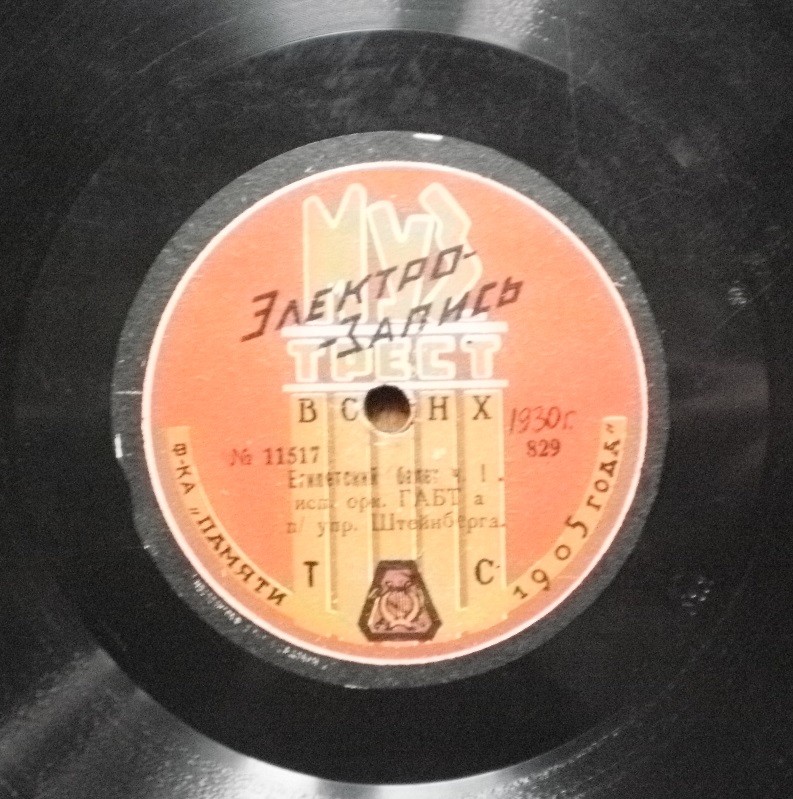 МУЗ
ТРЕСТ
ЭЛЕКТРО-
-ЗАПИСЬ
В С Н Х
1930 г.
№ 11517
829
Египетский балет ч. 1.
исп. орк. ГАБТ а
п/ упр. Штейнберга.
Т С
Ф-КА „ПАМЯТИ
1905 ГОДА"